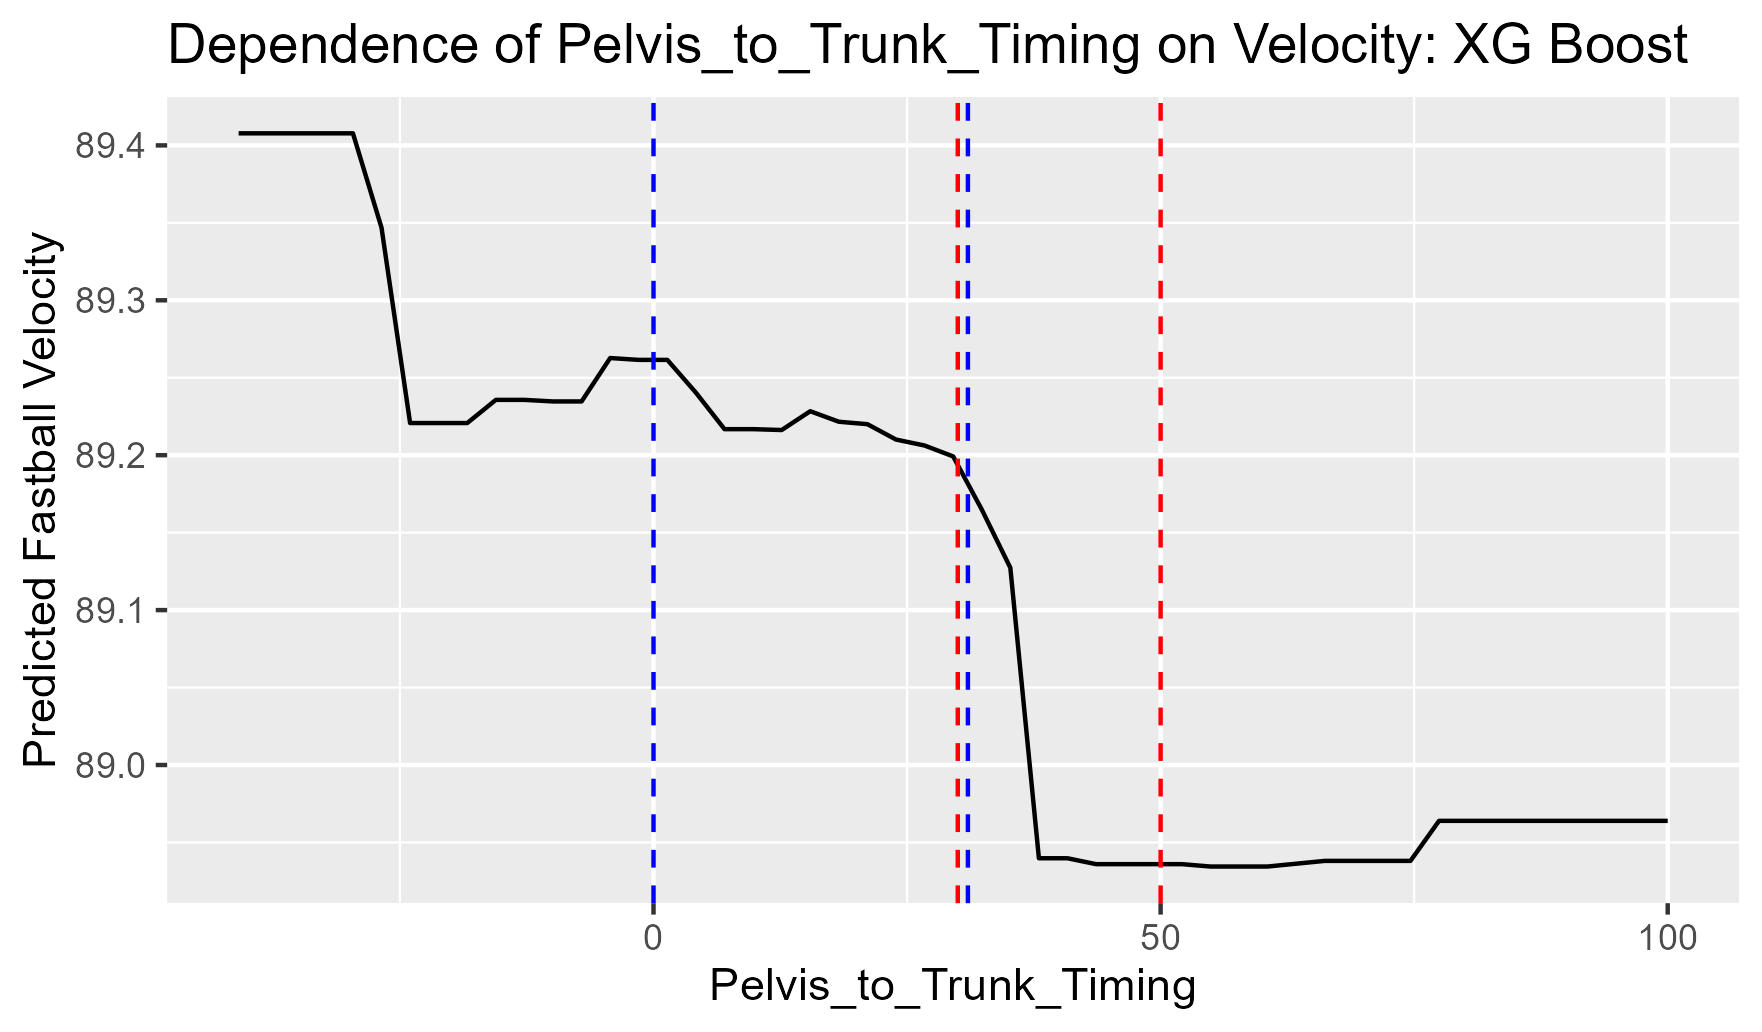 Dependence of Pelvis_to_Trunk_Timing on Velocity: XG Boost
Predicted Fastball Velocity
89.4
89.3
89.2
89.1
89.0
0 50 100
Pelvis_to_Trunk_Timing